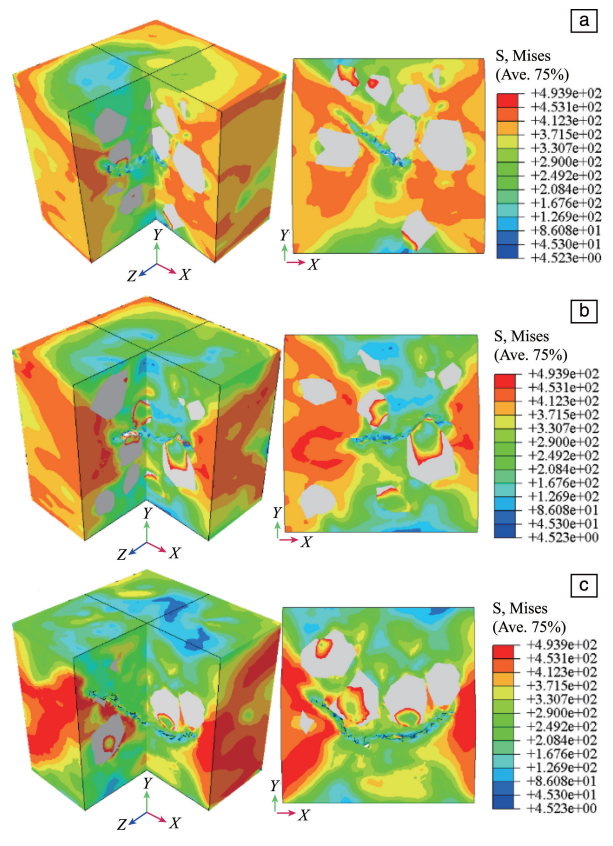 a
S, Mises
(Ave. 75%)
+4.939e+02
+4.531e+02
+4.123e+02
+3.715e+02
+3.307e+02
+2.900e+02
+2.492e+02
+2.084e+02
+1.676e+02
+1.269e+02
+8.608e+01
+4.530e+01
+4.523e+00
Y
Z X
Y
X
b
S, Mises
(Ave. 75%)
+4.939e+02
+4.531e+02
+4.123e+02
+3.715e+02
+3.307e+02
+2.900e+02
+2.492e+02
+2.084e+02
+1.676e+02
+1.269e+02
+8.608e+01
+4.530e+01
+4.523e+00
Y
Z X
Y
X
c
S, Mises
(Ave. 75%)
+4.939e+02
+4.531e+02
+4.123e+02
+3.715e+02
+3.307e+02
+2.900e+02
+2.492e+02
+2.084e+02
+1.676e+02
+1.269e+02
+8.608e+01
+4.530e+01
+4.523e+00
Y
Z X
Y
X